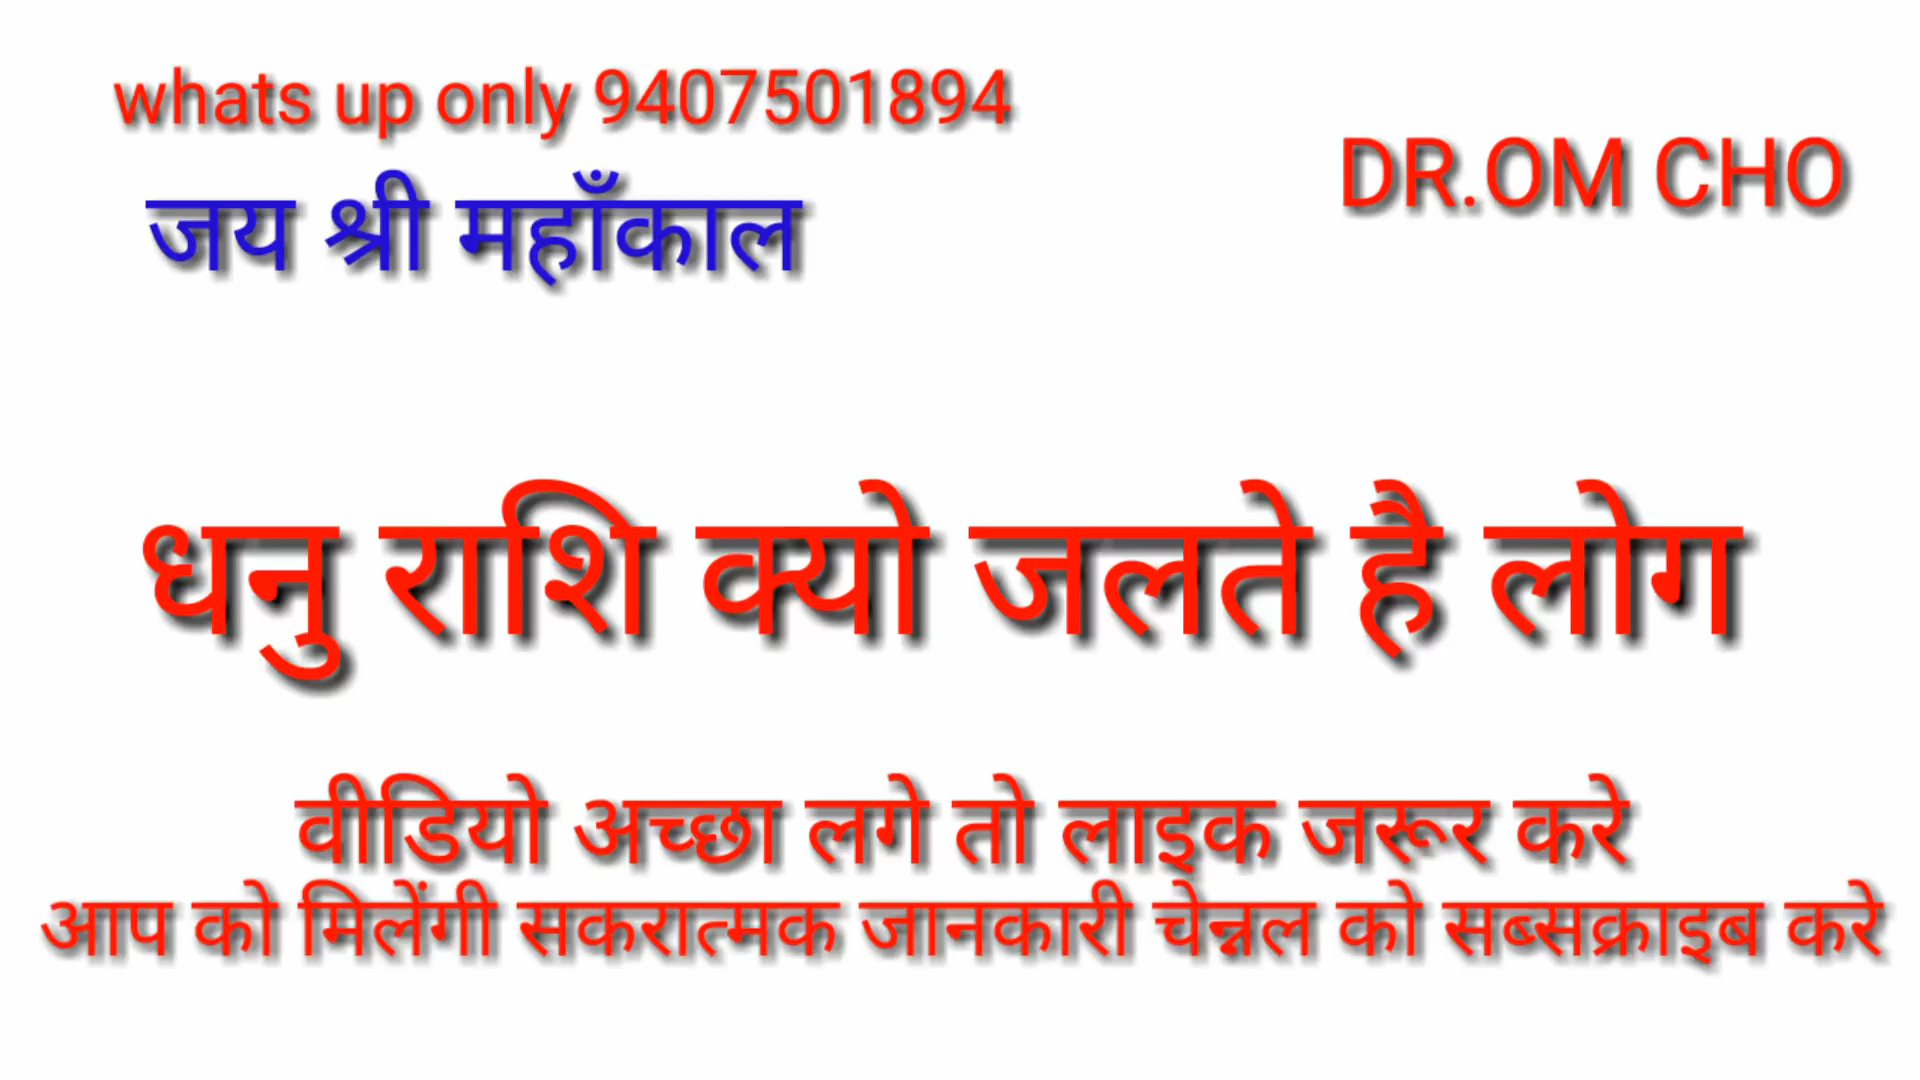 whats up only 9407501894
DR.OM CHO
जय श्री महाँकाल
धनु राशि क्यो जलते है लोग
वीडियो अच्छा लगे तो लाइक जरूर करे
आप को मिलेंगी सकरात्मक जानकारी चेन्नल को सब्सक्राइब करे